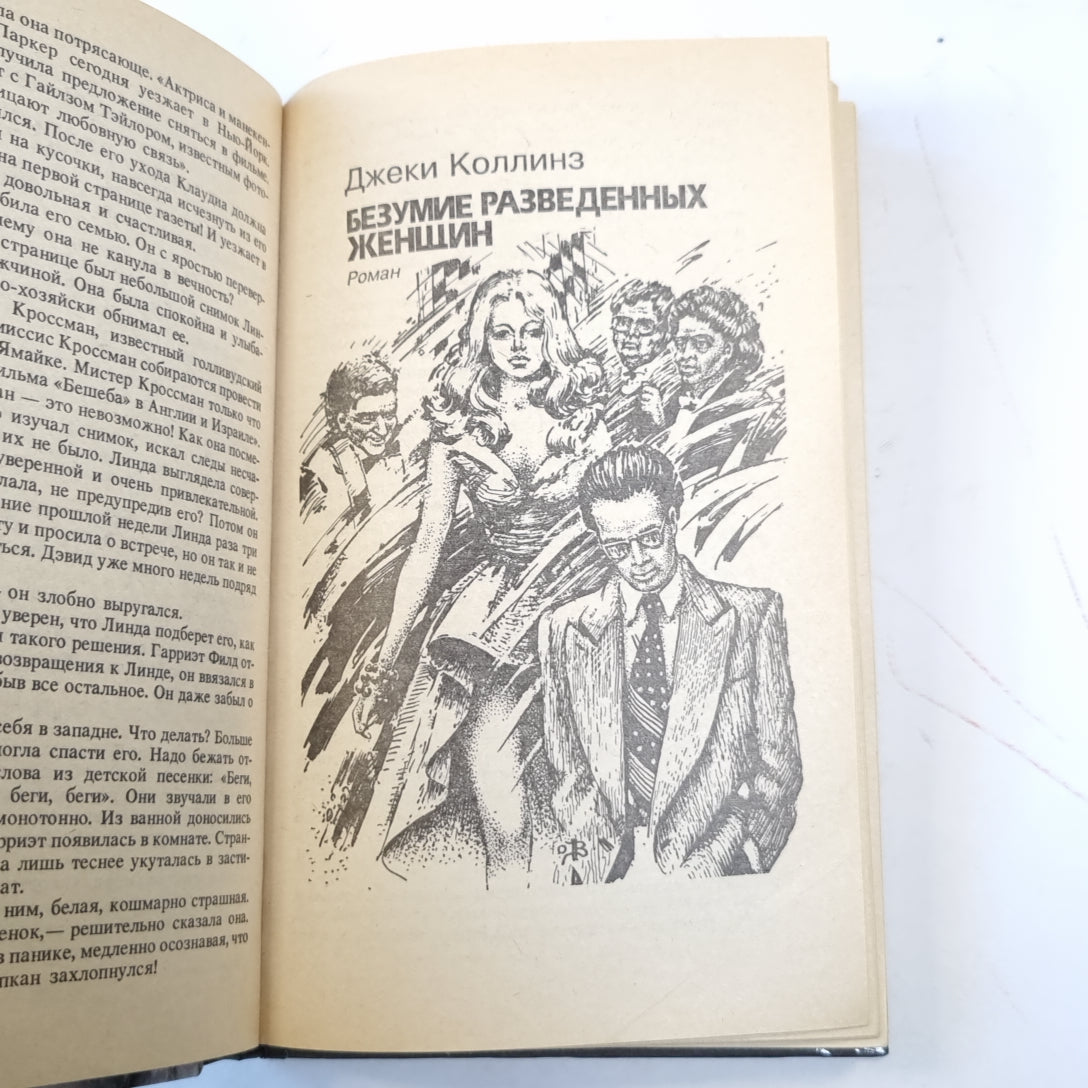 ла она потрясающе. «Актриса и манекен-
Паркер сегодня уезжает в Нью-Йорк.
лучила предложение сняться в фильме.
т с Гайлзом Тэйлором, известным фото-
ицают любовную связь».
лся. После его ухода Клаудиа должна
на кусочки, навсегда исчезнуть из его
на первой странице газеты! И уезжает в
довольная и счастливая.
била его семью. Он с яростью перевер-
чему она не канула в вечность?
странице был небольшой снимок Лин-
жчиной. Она была спокойна и улыба-
о-хозяйски обнимал ее.
Кроссман, известный голливудский
миссис Кроссман собираются провести
Ямайке. Мистер Кроссман только что
ильма «Бешеба» в Англии и Израиле».
ан — это невозможно! Как она посме-
о изучал снимок, искал следы несча-
их не было. Линда выглядела совер-
уверенной и очень привлекательной.
лала, не предупредив его? Потом он
ние прошлой недели Линда раза три
ту и просила о встрече, но он так и не
ться. Дэвид уже много недель подряд
он злобно выругался.
уверен, что Линда подберет его, как
такого решения. Гарриэт Филд от-
возвращения к Линде, он ввязался в
быв все остальное. Он даже забыл о
себя в западне. Что делать? Больше
могла спасти его. Надо бежать от-
слова из детской песенки: «Беги,
беги, беги». Они звучали в его
монотонно. Из ванной доносились
рриэт появилась в комнате. Стран-
а лишь теснее укуталась в засти-
ат.
ним, белая, кошмарно страшная.
енок,— решительно сказала она.
в панике, медленно осознавая, что
пкан захлопнулся!
Джеки Коллинз
БЕЗУМИЕ РАЗВЕДЕННЫХ
ЖЕНЩИН
Роман